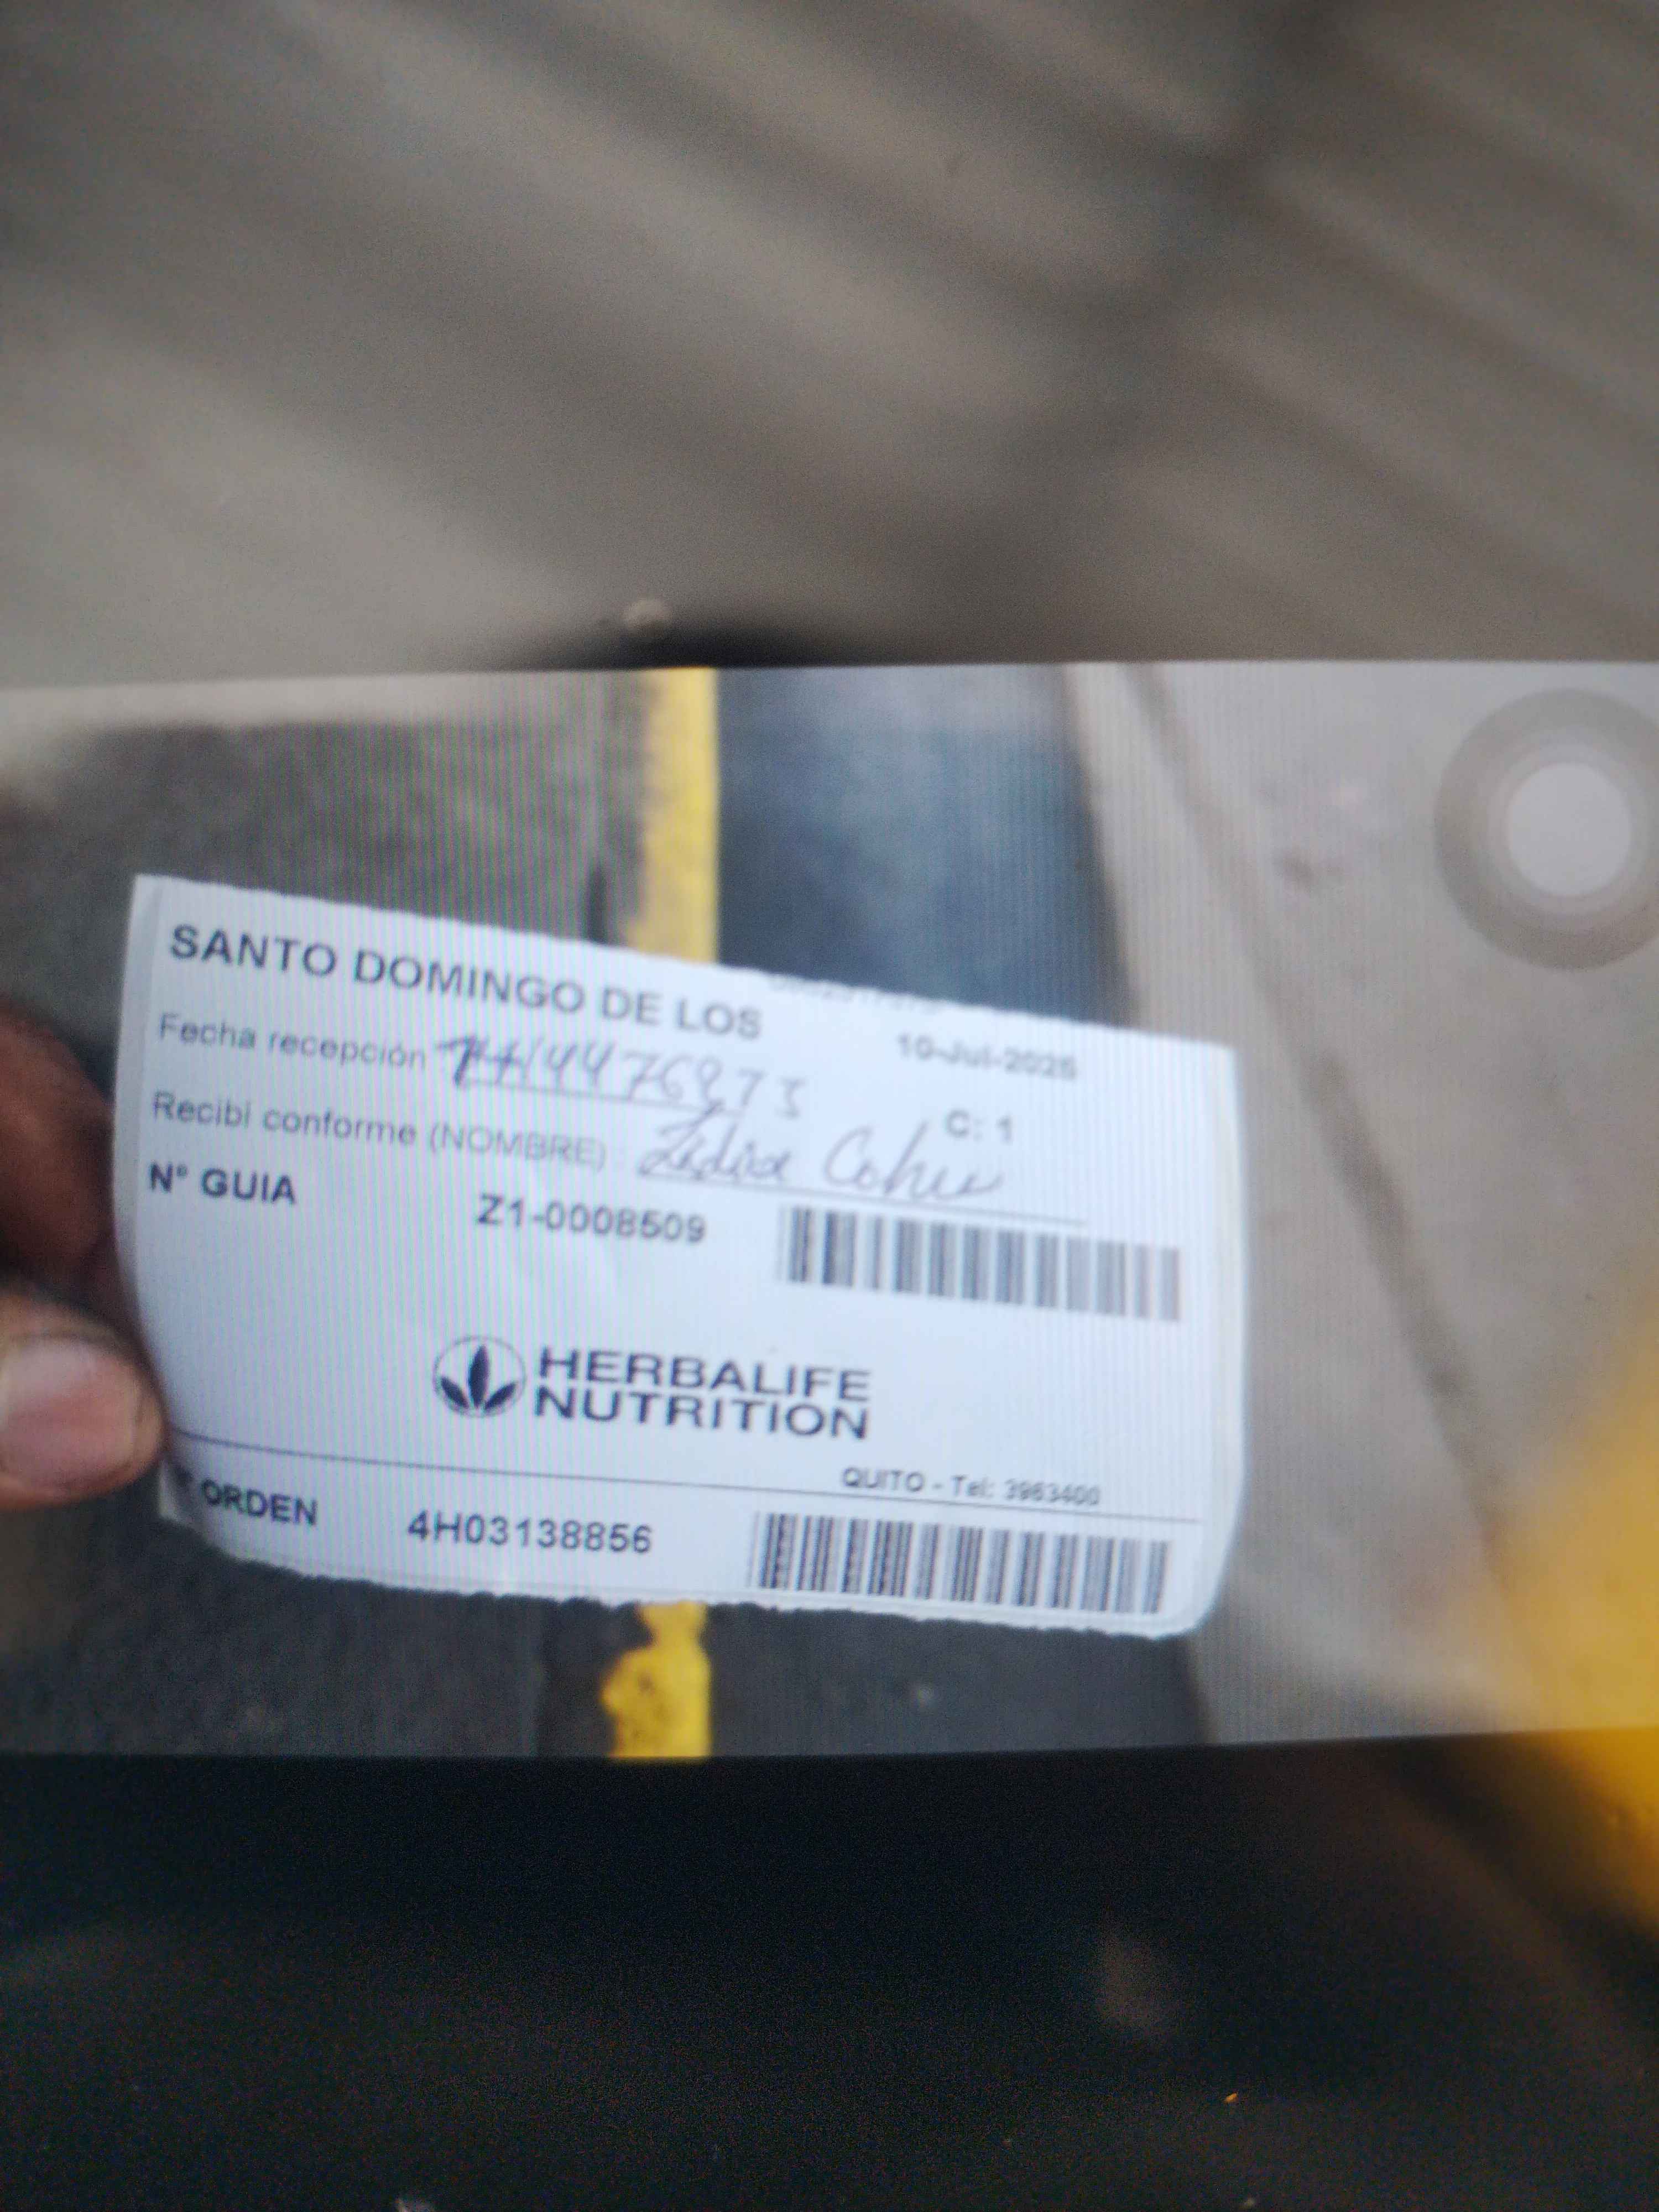 SANTO DOMINGO DE LOS
10-Jul-2025
Fecha recepción
C: 1
Recibi conforme (NOMBRE) : Lidia
N° GUIA Z1-0008509
HERBALIFE
NUTRITION
QUITO - Tel: 3963400
ORDEN 4H03138856